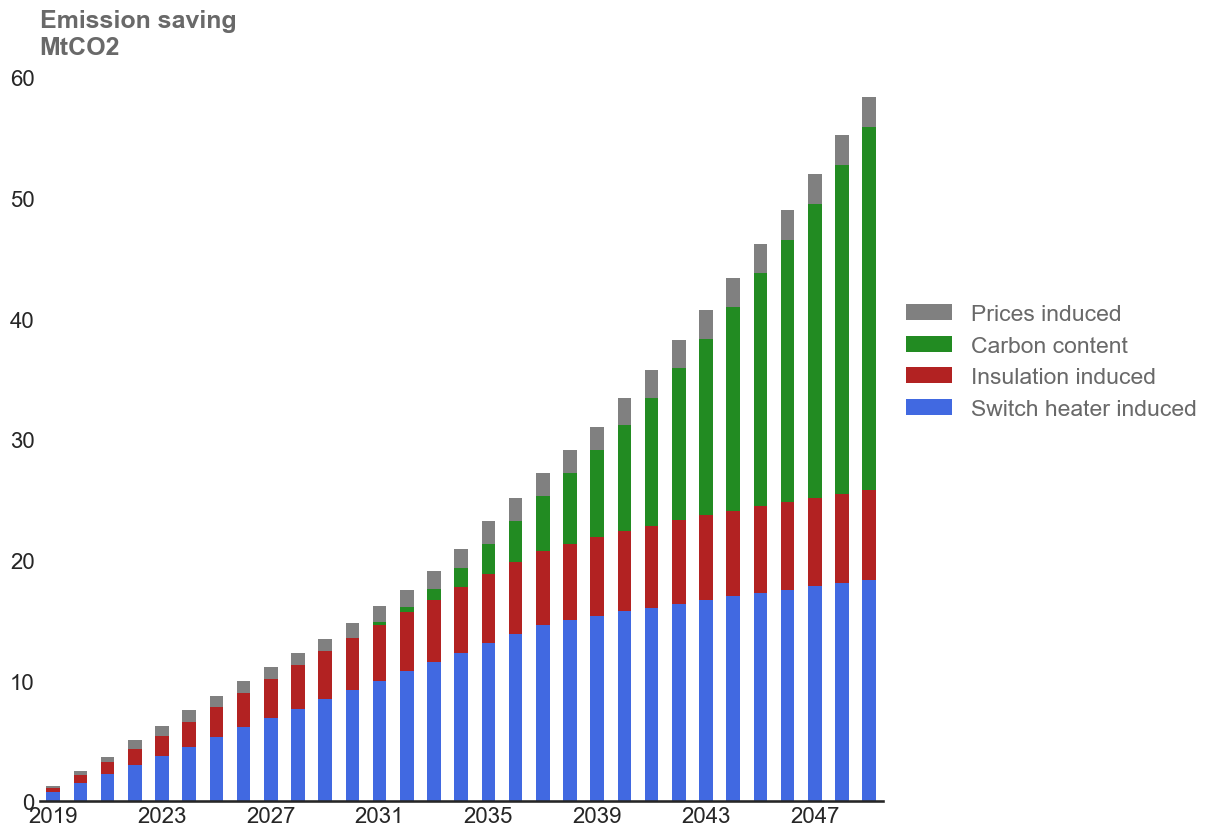 Emission saving
MtCO2
60
50
40
30
20
10
0
2019 2023 2027 2031 2035 2039 2043 2047
Prices induced
Carbon content
Insulation induced
Switch heater induced